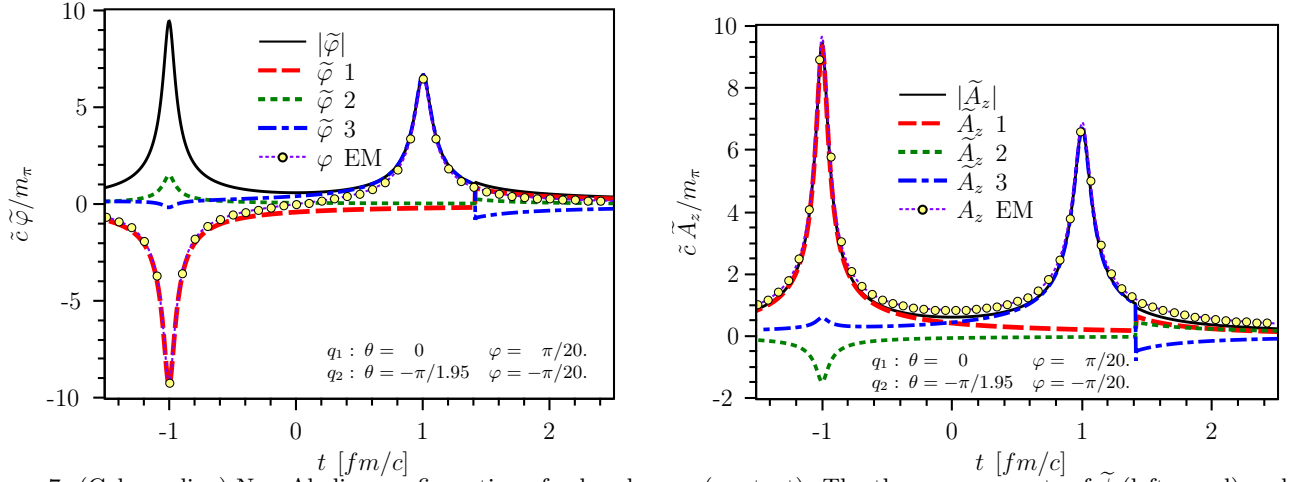 10
5
0
-5
-10
c̃ φ̃/m_π
|φ̃|
φ̃ 1
φ̃ 2
φ̃ 3
φ EM
q₁ : θ = 0 φ = π/20.
q₂ : θ = −π/1.95 φ = −π/20.
-1 0 1 2
t [fm/c]
10
8
6
4
2
0
-2
c̃ Ã_z/m_π
|Ã_z|
Ã_z 1
Ã_z 2
Ã_z 3
A_z EM
q₁ : θ = 0 φ = π/20.
q₂ : θ = −π/1.95 φ = −π/20.
-1 0 1 2
t [fm/c]